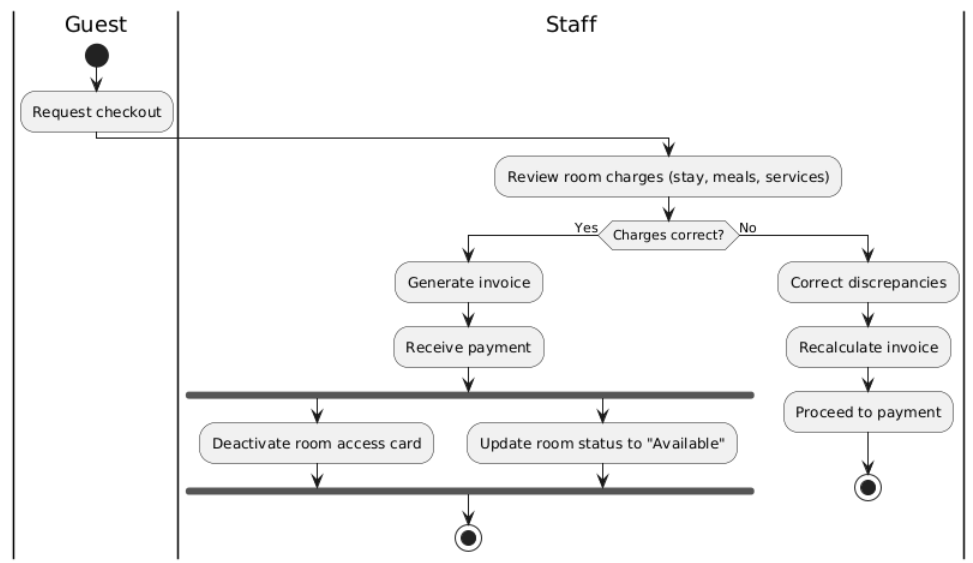 Guest
Staff
Request checkout
Review room charges (stay, meals, services)
Charges correct?
Yes
No
Generate invoice
Correct discrepancies
Receive payment
Recalculate invoice
Proceed to payment
Deactivate room access card
Update room status to "Available"